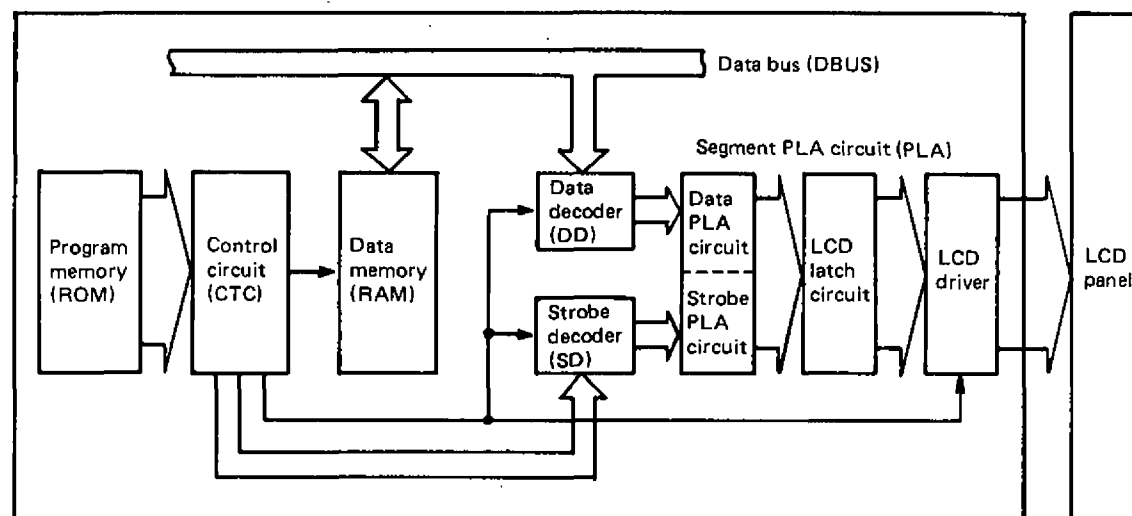 Data bus (DBUS)
Segment PLA circuit (PLA)
Program
memory
(ROM)
Control
circuit
(CTC)
Data
memory
(RAM)
Data
decoder
(DD)
Strobe
decoder
(SD)
Data
PLA
circuit
Strobe
PLA
circuit
LCD
latch
circuit
LCD
driver
LCD
panel